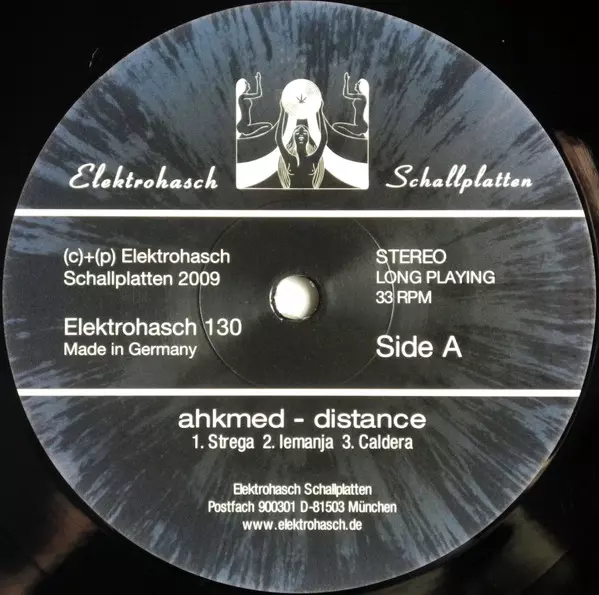 Elektrohasch Schallplatten
(c)+(p) Elektrohasch
Schallplatten 2009
Elektrohasch 130
Made in Germany
STEREO
LONG PLAYING
33 RPM
Side A
ahkmed - distance
1. Strega 2. Iemanja 3. Caldera
Elektrohasch Schallplatten
Postfach 900301 D-81503 München
www.elektrohasch.de